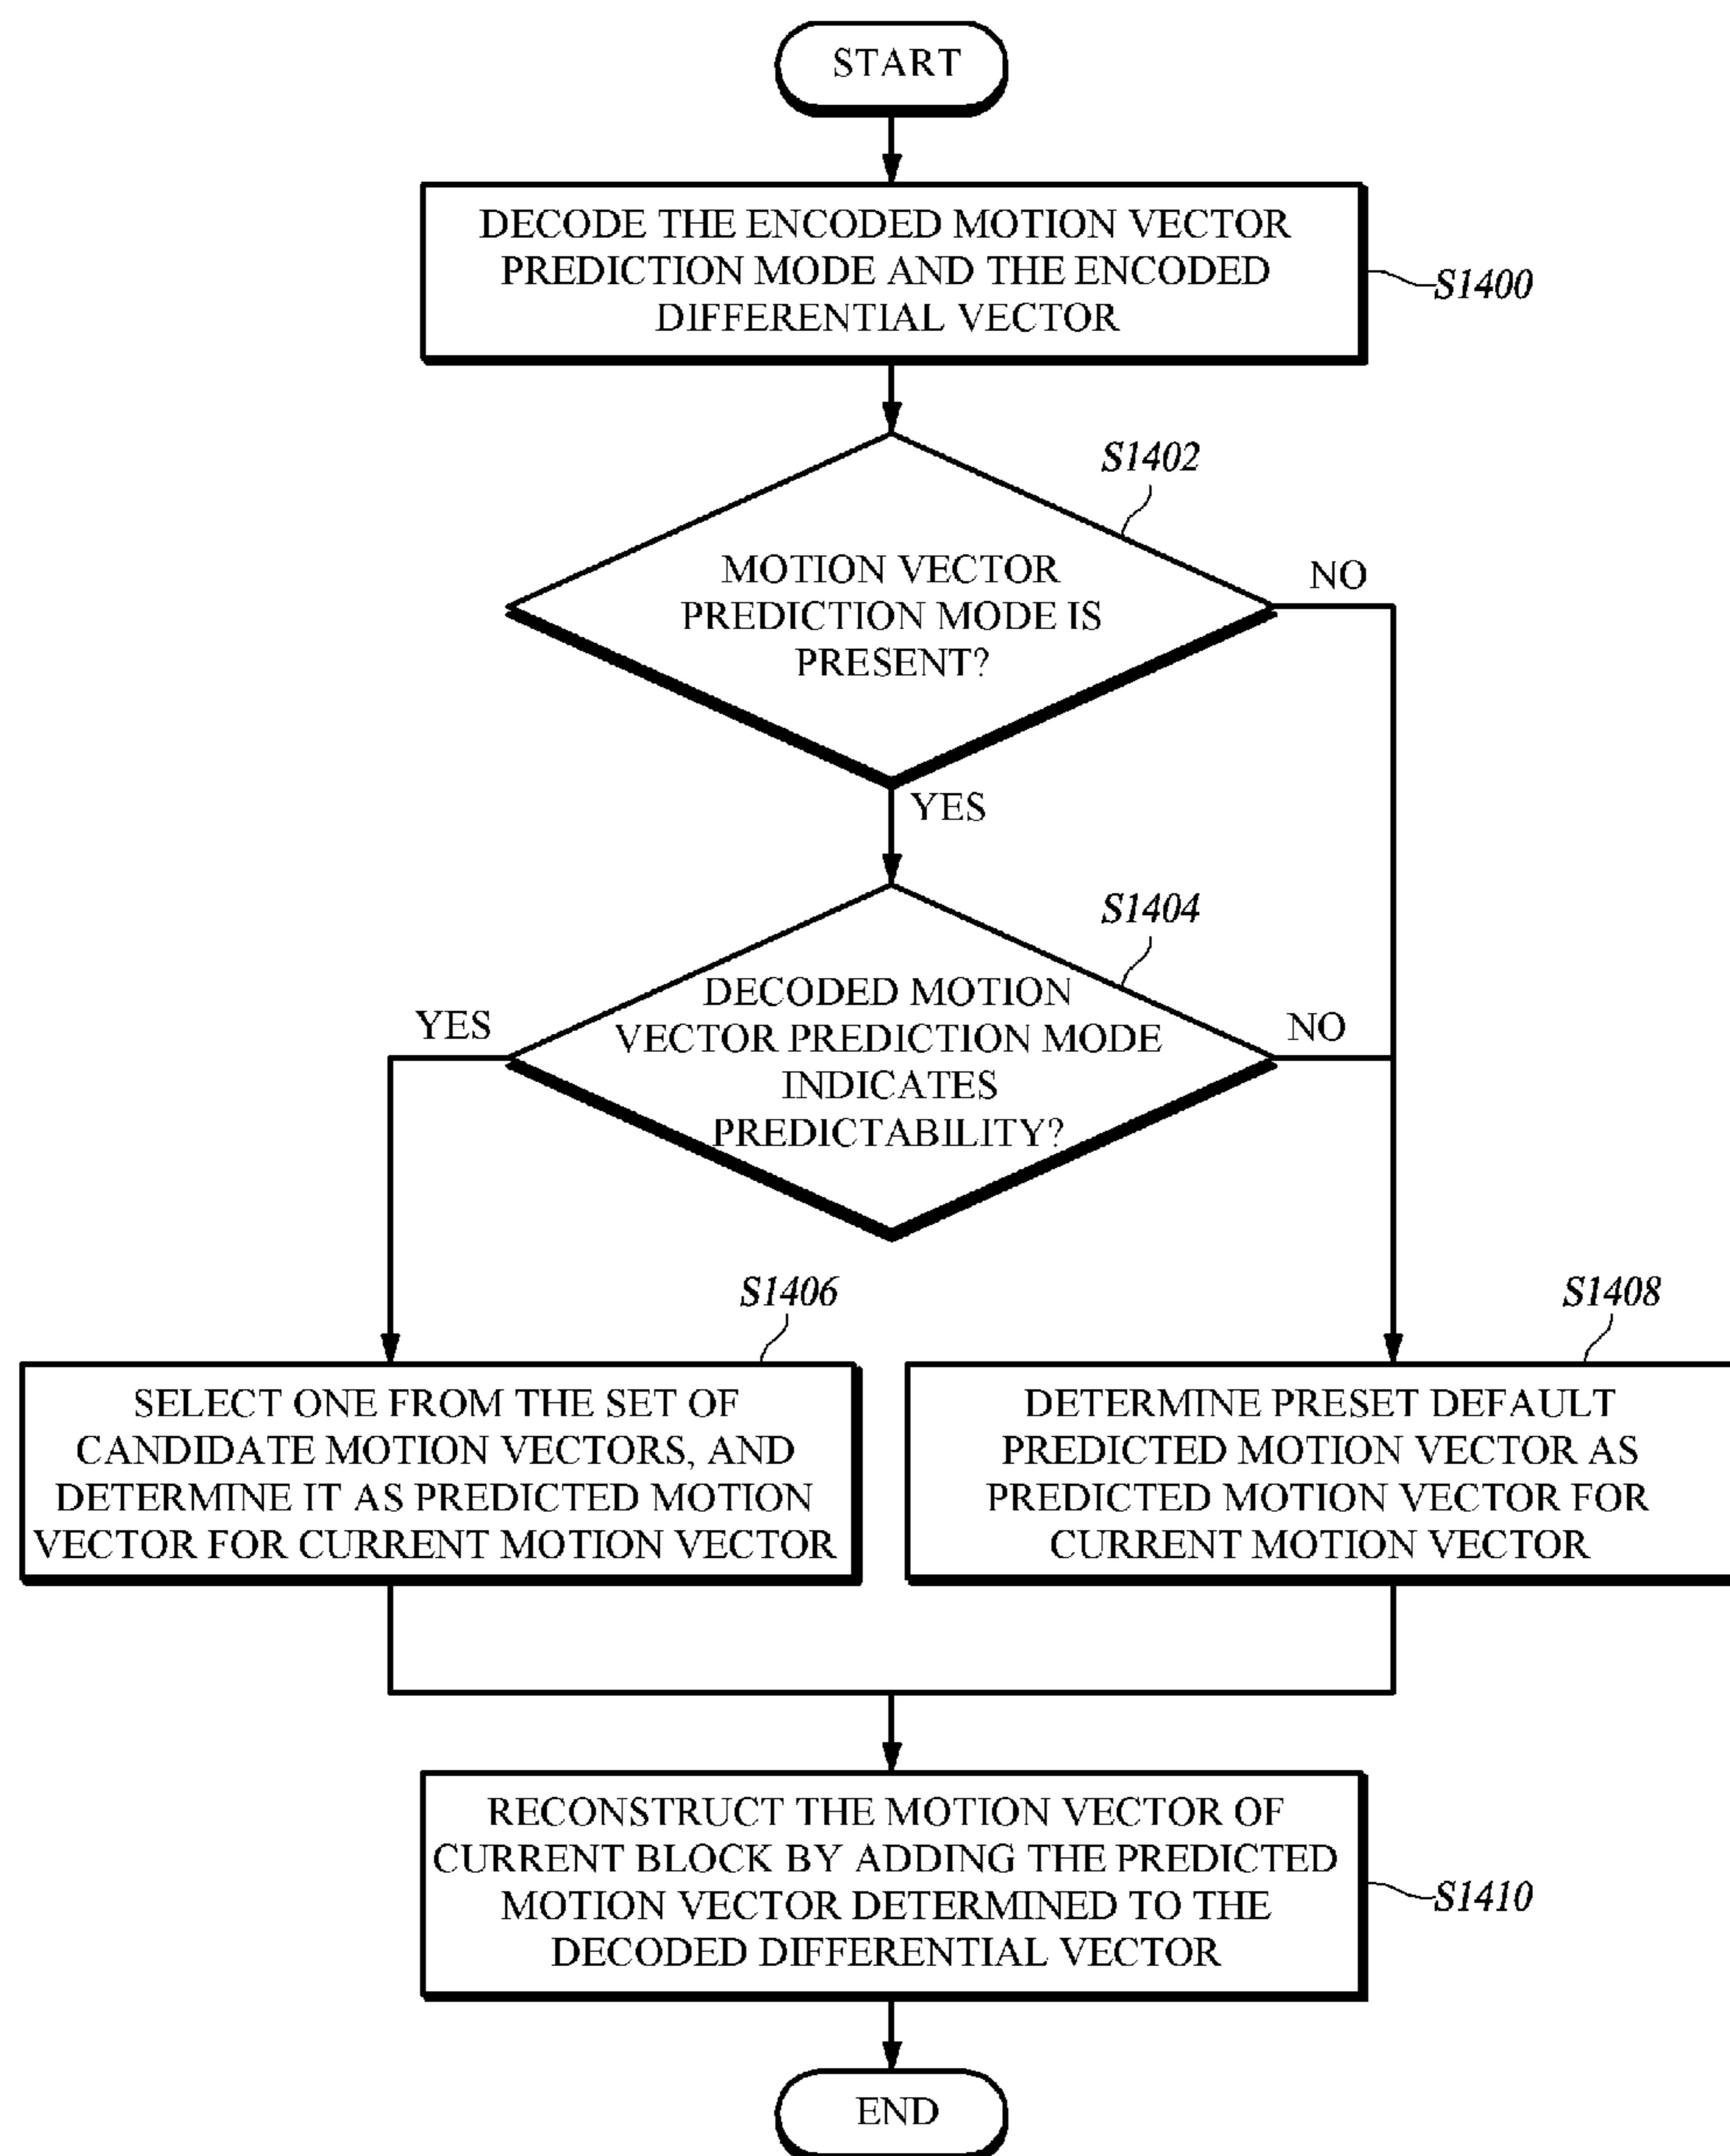 START
DECODE THE ENCODED MOTION VECTOR
PREDICTION MODE AND THE ENCODED
DIFFERENTIAL VECTOR
S1400
S1402
MOTION VECTOR
PREDICTION MODE IS
PRESENT?
NO
YES
S1404
DECODED MOTION
VECTOR PREDICTION MODE
INDICATES
PREDICTABILITY?
YES
NO
S1406
SELECT ONE FROM THE SET OF
CANDIDATE MOTION VECTORS, AND
DETERMINE IT AS PREDICTED MOTION
VECTOR FOR CURRENT MOTION VECTOR
S1408
DETERMINE PRESET DEFAULT
PREDICTED MOTION VECTOR AS
PREDICTED MOTION VECTOR FOR
CURRENT MOTION VECTOR
RECONSTRUCT THE MOTION VECTOR OF
CURRENT BLOCK BY ADDING THE PREDICTED
MOTION VECTOR DETERMINED TO THE
DECODED DIFFERENTIAL VECTOR
S1410
END